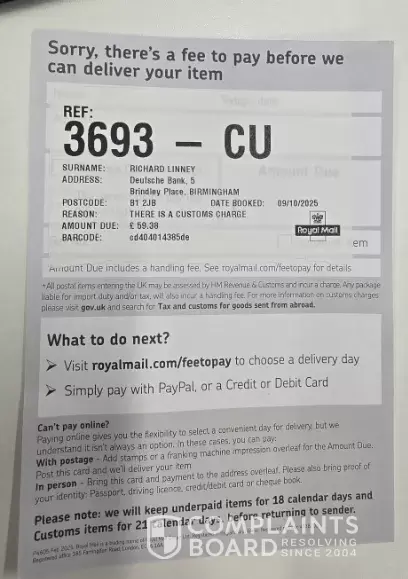 Sorry, there's a fee to pay before we
can deliver your item
REF:
3693 - CU
SURNAME: RICHARD LINNEY
ADDRESS: Deutsche Bank, 5
Brindley Place, BIRMINGHAM
POSTCODE: B1 2JB DATE BOOKED: 09/10/2025
REASON: THERE IS A CUSTOMS CHARGE
AMOUNT DUE: £ 59.38
BARCODE: cd404014385de
Royal Mail
em
Amount Due includes a handling fee. See royalmail.com/feetopay for details
*All postal items entering the UK may be assessed by HM Revenue & Customs and incur a charge. Any package
liable for import duty and/or tax, will also incur a handling fee. For more information on customs charges
please visit gov.uk and search for Tax and customs for goods sent from abroad.
What to do next?
➤ Visit royalmail.com/feetopay to choose a delivery day
➤ Simply pay with PayPal, or a Credit or Debit Card
Can't pay online?
Paying online gives you the flexibility to select a convenient day for delivery, but we
understand it isn't always an option. In these cases, you can pay:
With postage - Add stamps or a franking machine impression overleaf for the Amount Due.
Post this card and we'll deliver your item
In person - Bring this card and payment to the address overleaf. Please also bring proof of
your identity: Passport, driving licence, credit/debit card or cheque book.
Please note: we will keep underpaid items for 18 calendar days and
Customs items for 21 calendar days before returning to sender.
COMPLAINTS
BOARD RESOLVING
SINCE 2004